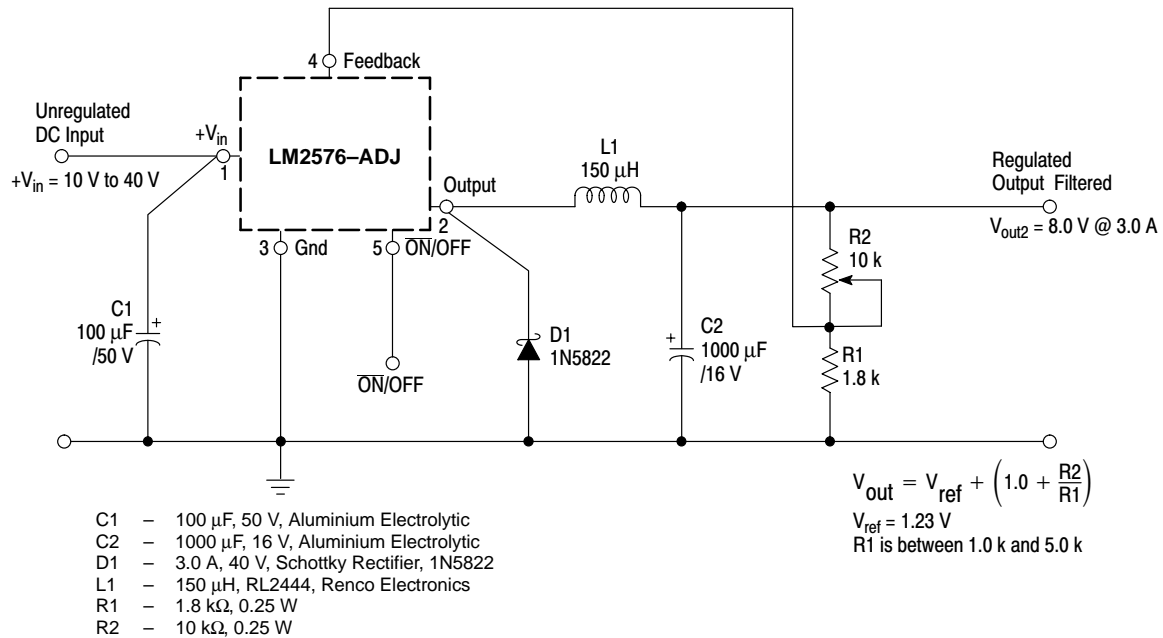 4 Feedback
Unregulated
DC Input
+Vin
1
+Vin = 10 V to 40 V
LM2576–ADJ
Output
2
3 Gnd
5 ON/OFF
L1
150 μH
Regulated
Output Filtered
Vout2 = 8.0 V @ 3.0 A
R2
10 k
C1
100 μF
/50 V
+
ON/OFF
D1
1N5822
+
C2
1000 μF
/16 V
R1
1.8 k
Vout = Vref + (1.0 + R2/R1)
Vref = 1.23 V
R1 is between 1.0 k and 5.0 k
C1 – 100 μF, 50 V, Aluminium Electrolytic
C2 – 1000 μF, 16 V, Aluminium Electrolytic
D1 – 3.0 A, 40 V, Schottky Rectifier, 1N5822
L1 – 150 μH, RL2444, Renco Electronics
R1 – 1.8 kΩ, 0.25 W
R2 – 10 kΩ, 0.25 W